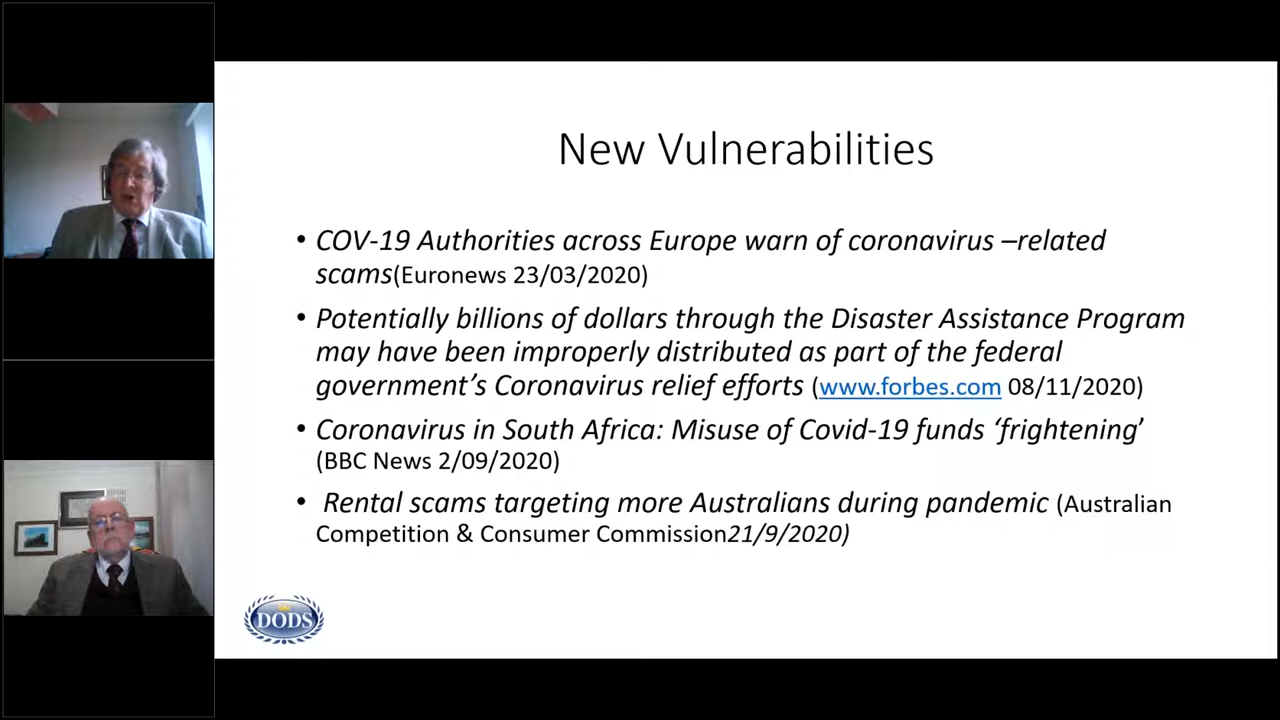 New Vulnerabilities
• COV-19 Authorities across Europe warn of coronavirus –related
scams(Euronews 23/03/2020)
• Potentially billions of dollars through the Disaster Assistance Program
may have been improperly distributed as part of the federal
government’s Coronavirus relief efforts (www.forbes.com 08/11/2020)
• Coronavirus in South Africa: Misuse of Covid-19 funds ‘frightening’
(BBC News 2/09/2020)
• Rental scams targeting more Australians during pandemic (Australian
Competition & Consumer Commission21/9/2020)
DODS